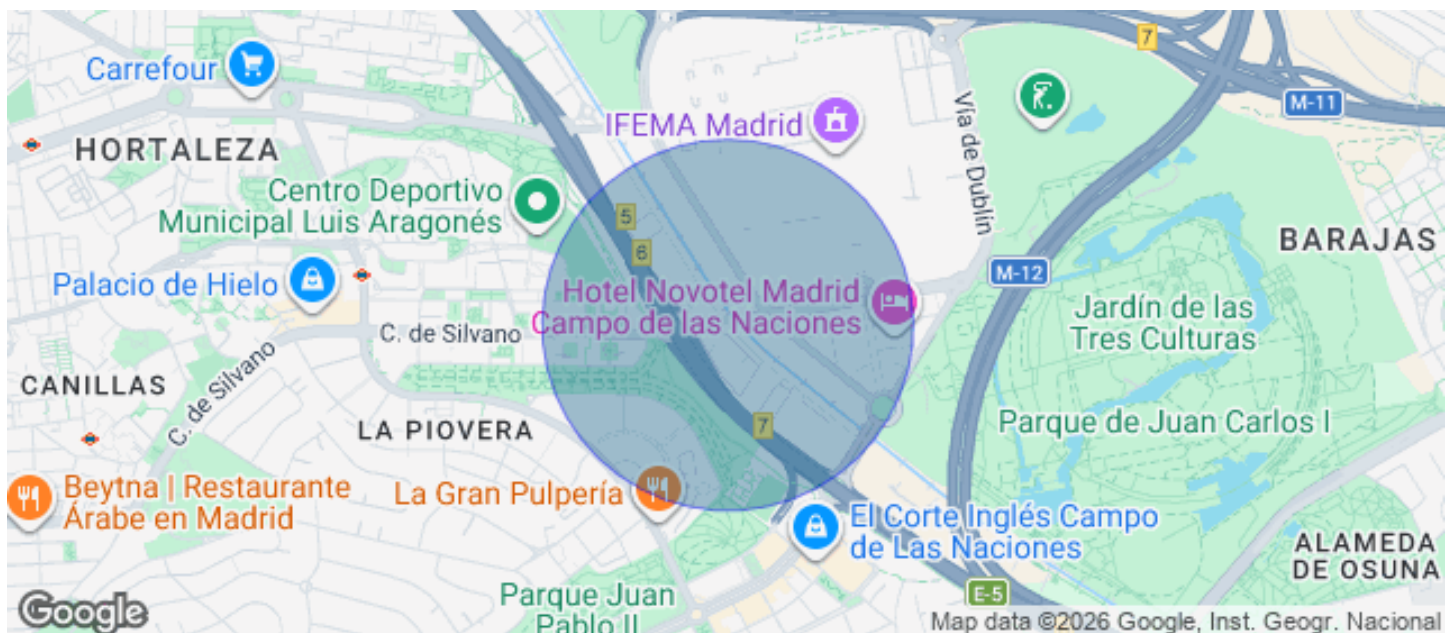 Carrefour
7
M-11
IFEMA Madrid
Vía de Dublín
HORTALEZA
Centro Deportivo
Municipal Luis Aragonés
5
6
BARAJAS
M-12
Palacio de Hielo
Hotel Novotel Madrid
Campo de las Naciones
Jardín de las
Tres Culturas
C. de Silvano
CANILLAS
C. de Silvano
LA PIOVERA
7
Parque de Juan Carlos I
Beytna | Restaurante
Árabe en Madrid
La Gran Pulpería
El Corte Inglés Campo
de Las Naciones
ALAMEDA
DE OSUNA
E-5
Parque Juan
Pablo II
Google
Map data ©2026 Google, Inst. Geogr. Nacional